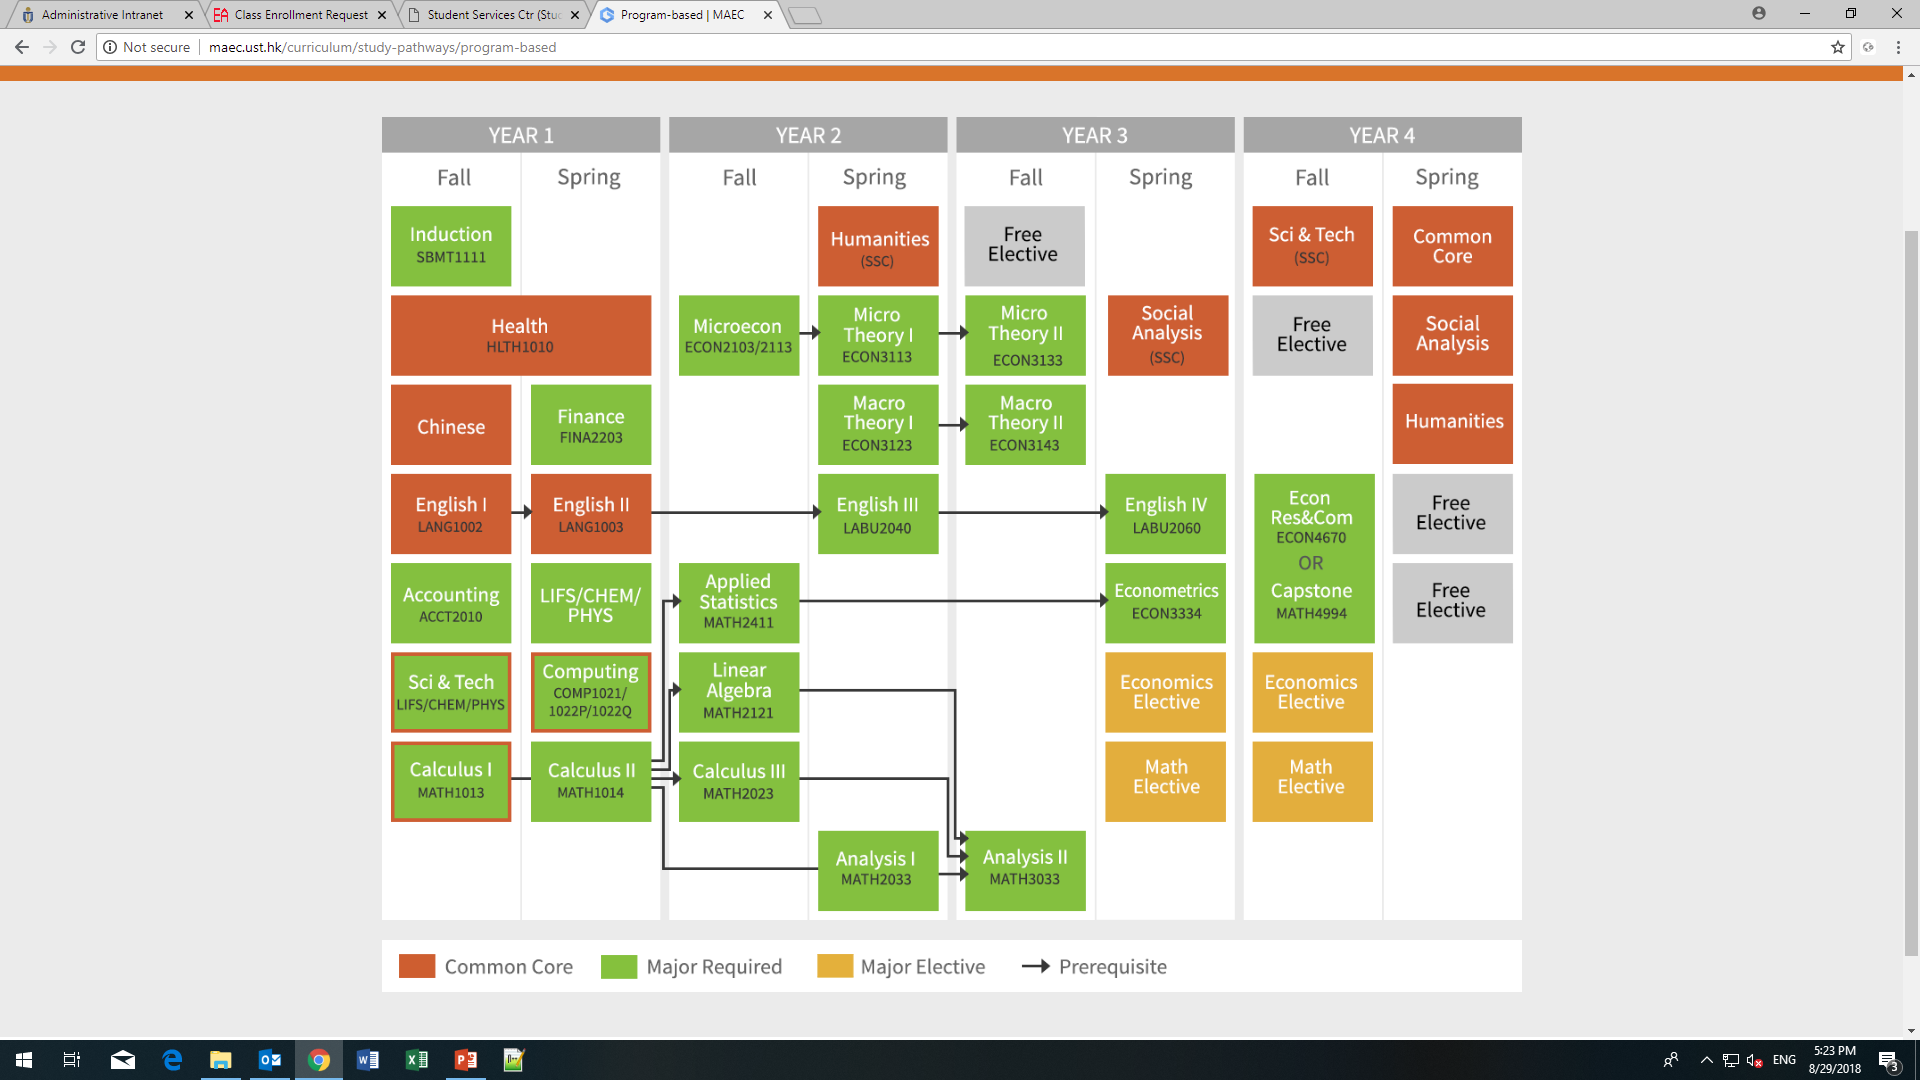 Administrative Intranet
Class Enrollment Request
Student Services Ctr (Stu
Program-based | MAEC
Not secure
maec.ust.hk/curriculum/study-pathways/program-based
YEAR 1
YEAR 2
YEAR 3
YEAR 4
Fall
Spring
Fall
Spring
Fall
Spring
Fall
Spring
Induction
SBMT1111
Humanities
(SSC)
Free
Elective
Sci & Tech
(SSC)
Common
Core
Health
HLTH1010
Microecon
ECON2103/2113
Micro
Theory I
ECON3113
Micro
Theory II
ECON3133
Social
Analysis
(SSC)
Free
Elective
Social
Analysis
Chinese
Finance
FINA2203
Macro
Theory I
ECON3123
Macro
Theory II
ECON3143
Humanities
English I
LANG1002
English II
LANG1003
English III
LABU2040
English IV
LABU2060
Econ
Res&Com
ECON4670
OR
Capstone
MATH4994
Free
Elective
Accounting
ACCT2010
LIFS/CHEM/
PHYS
Applied
Statistics
MATH2411
Econometrics
ECON3334
Free
Elective
Sci & Tech
LIFS/CHEM/PHYS
Computing
COMP1021/
1022P/1022Q
Linear
Algebra
MATH2121
Economics
Elective
Economics
Elective
Calculus I
MATH1013
Calculus II
MATH1014
Calculus III
MATH2023
Math
Elective
Math
Elective
Analysis I
MATH2033
Analysis II
MATH3033
Common Core
Major Required
Major Elective
Prerequisite
ENG
5:23 PM
8/29/2018
3